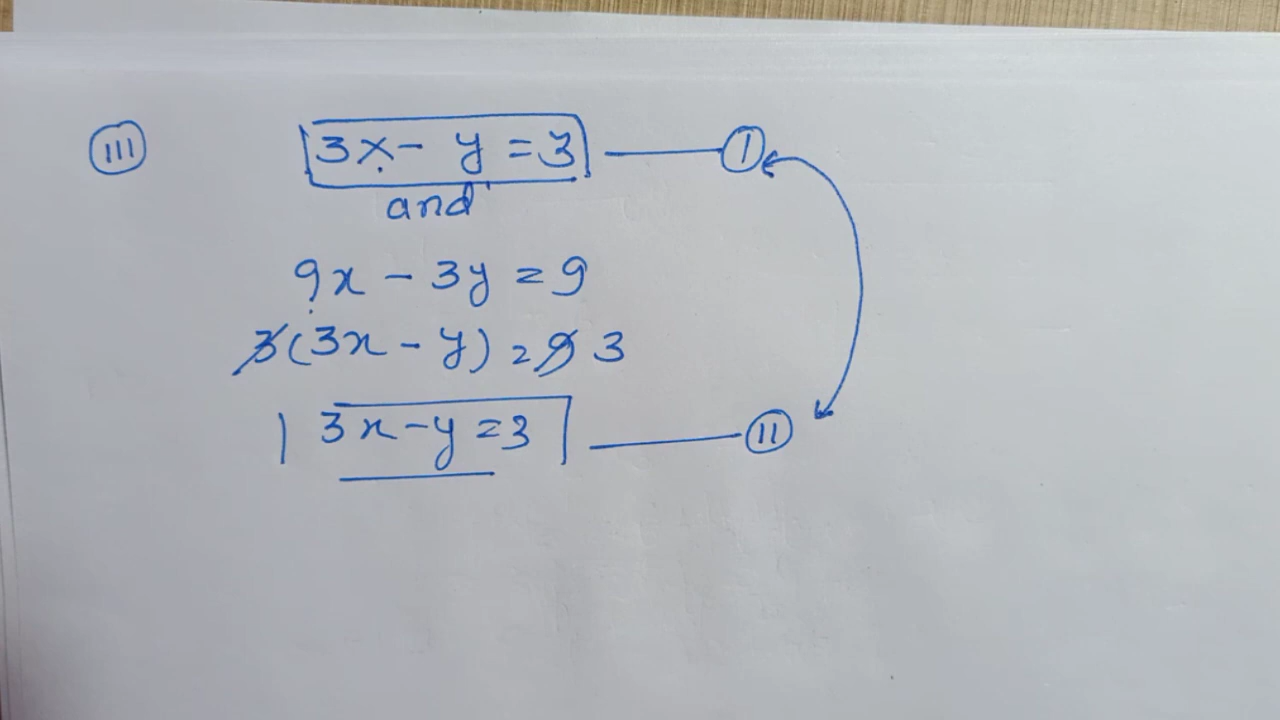 (III) 3x - y = 3 (I)
and
9x - 3y = 9
3(3x - y) = 9 3
3x - y = 3 (II)